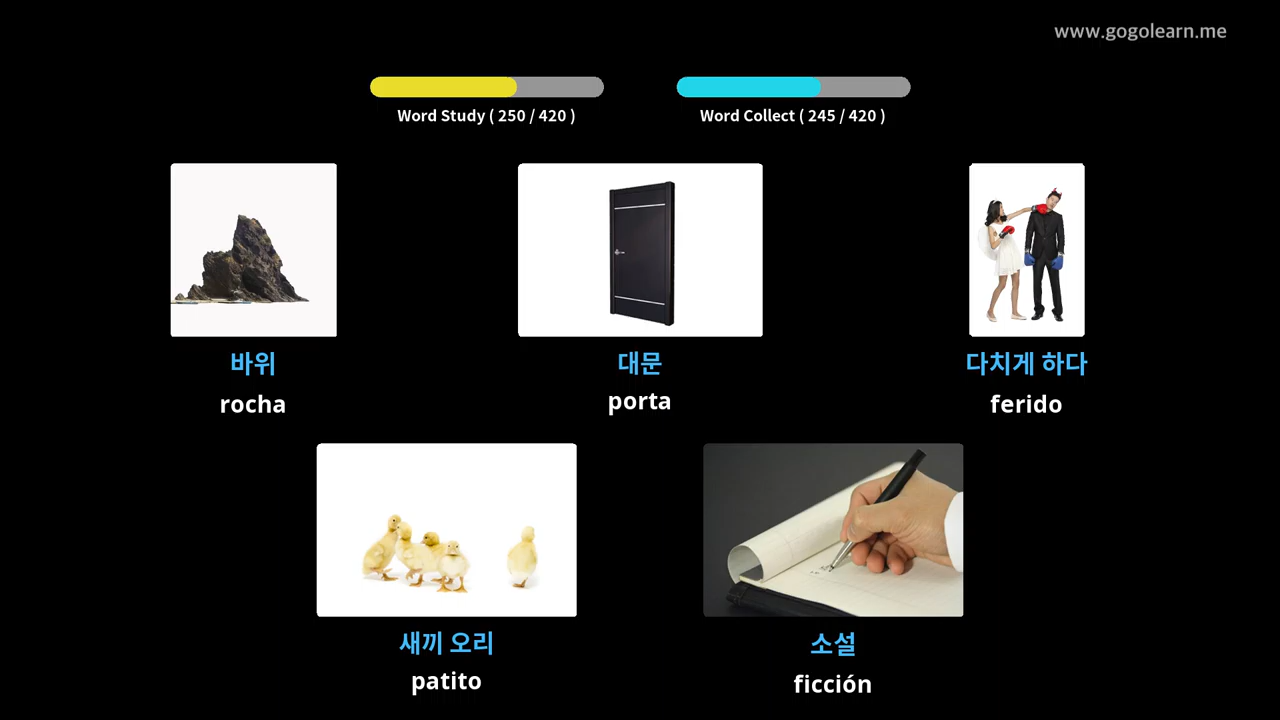 www.gogolearn.me
Word Study ( 250 / 420 )
Word Collect ( 245 / 420 )
바위
rocha
대문
porta
다치게 하다
ferido
새끼 오리
patito
소설
ficción